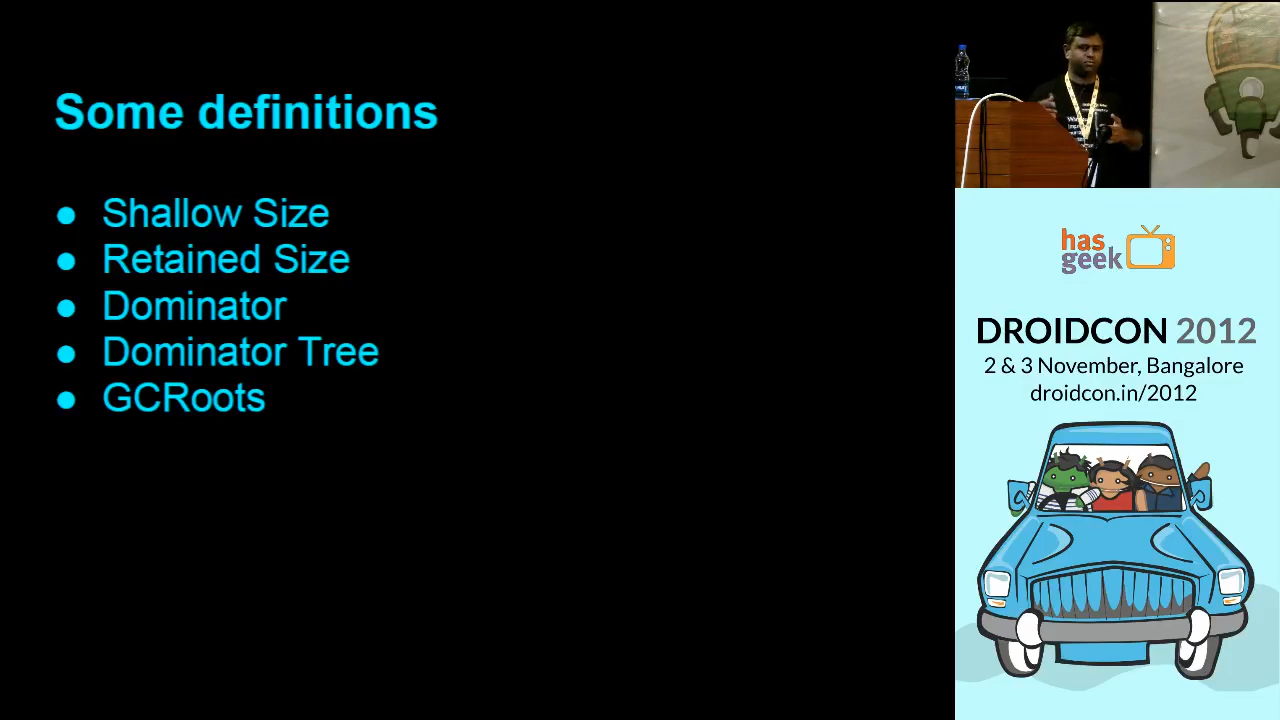 Some definitions
● Shallow Size
● Retained Size
● Dominator
● Dominator Tree
● GCRoots
has
geek
DROIDCON 2012
2 & 3 November, Bangalore
droidcon.in/2012